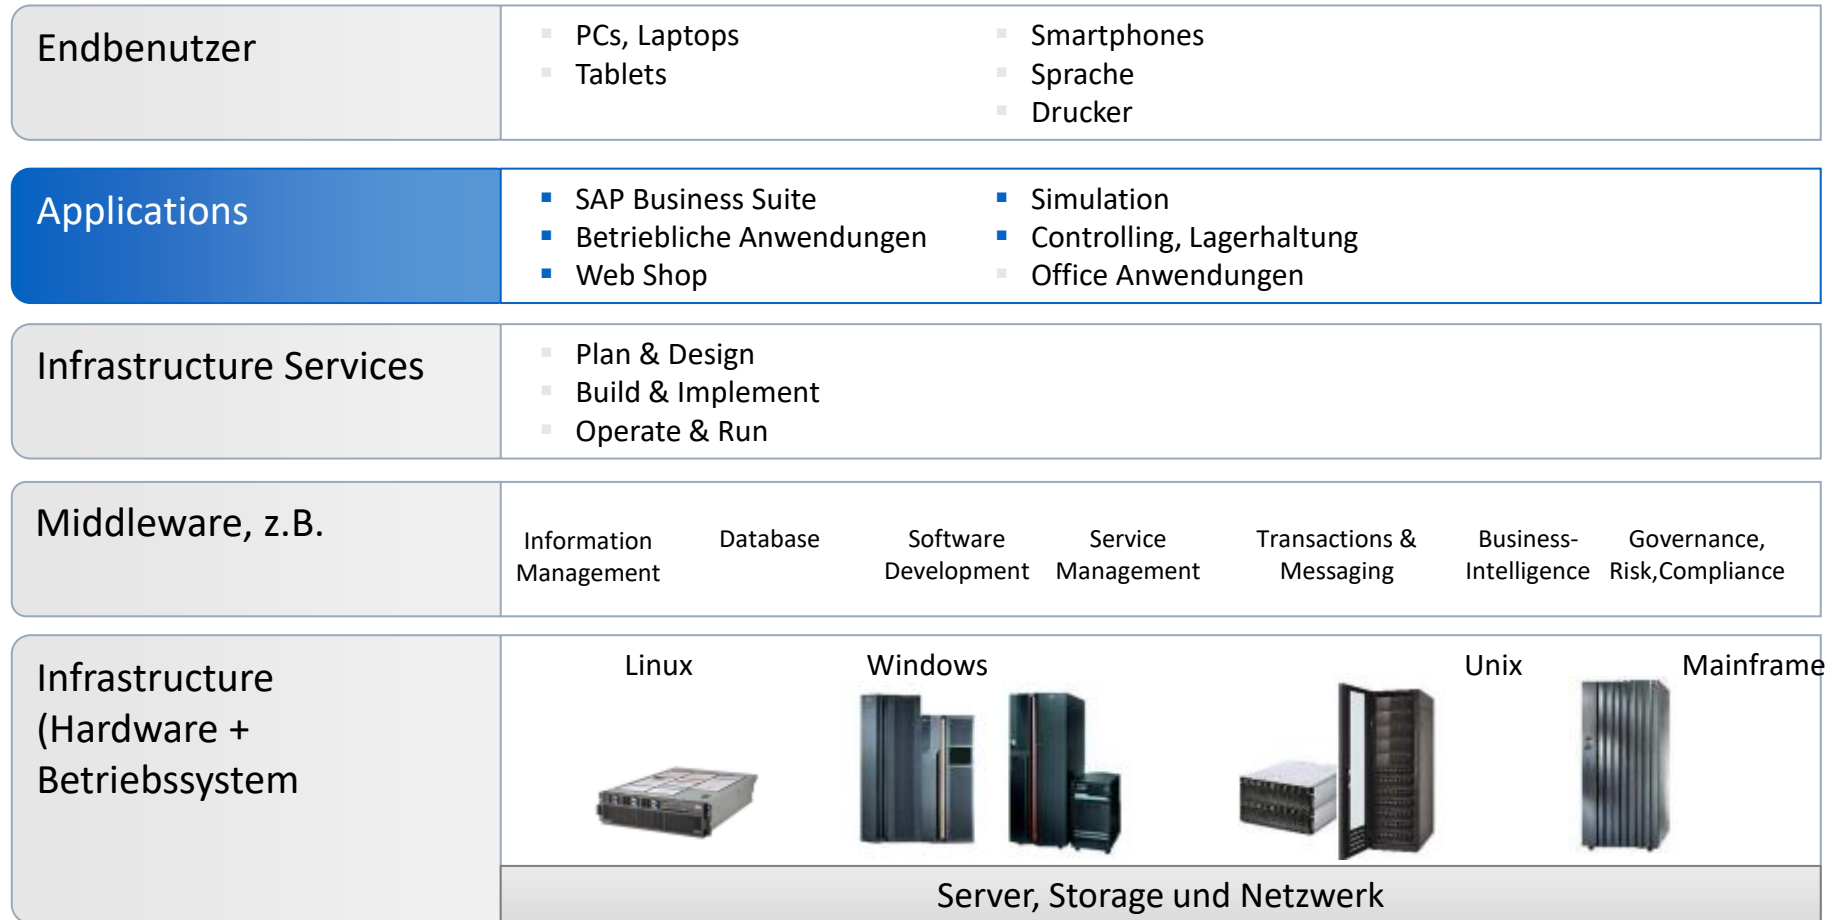 Endbenutzer
PCs, Laptops
Tablets
Smartphones
Sprache
Drucker
Applications
SAP Business Suite
Betriebliche Anwendungen
Web Shop
Simulation
Controlling, Lagerhaltung
Office Anwendungen
Infrastructure Services
Plan & Design
Build & Implement
Operate & Run
Middleware, z.B.
Information
Management
Database
Software
Development
Service
Management
Transactions &
Messaging
Business-
Intelligence
Governance,
Risk,Compliance
Infrastructure
(Hardware +
Betriebssystem
Linux
Windows
Unix
Mainframe
Server, Storage und Netzwerk